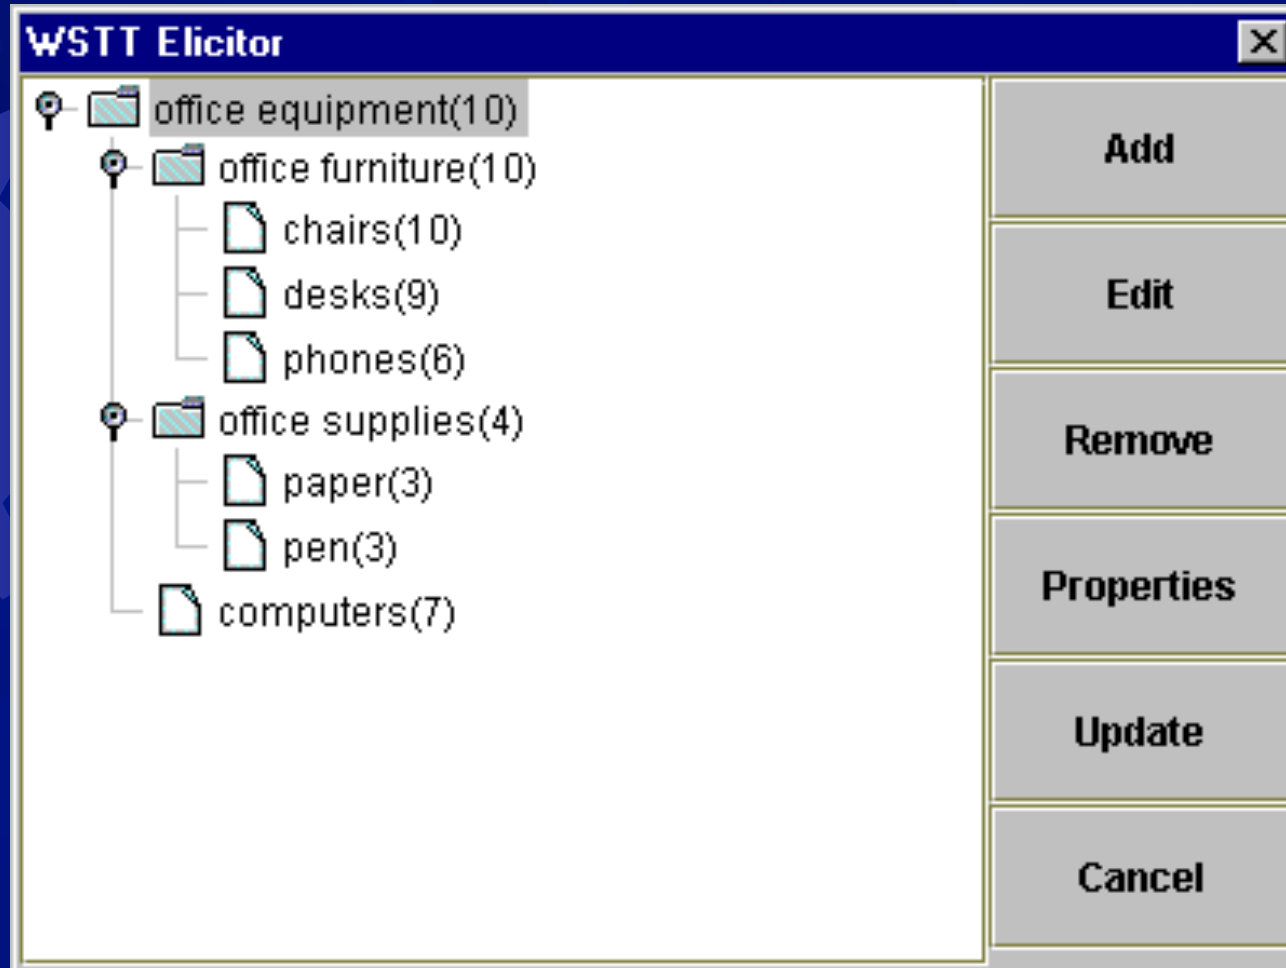 WSTT Elicitor
office equipment(10)
office furniture(10)
chairs(10)
desks(9)
phones(6)
office supplies(4)
paper(3)
pen(3)
computers(7)
Add
Edit
Remove
Properties
Update
Cancel